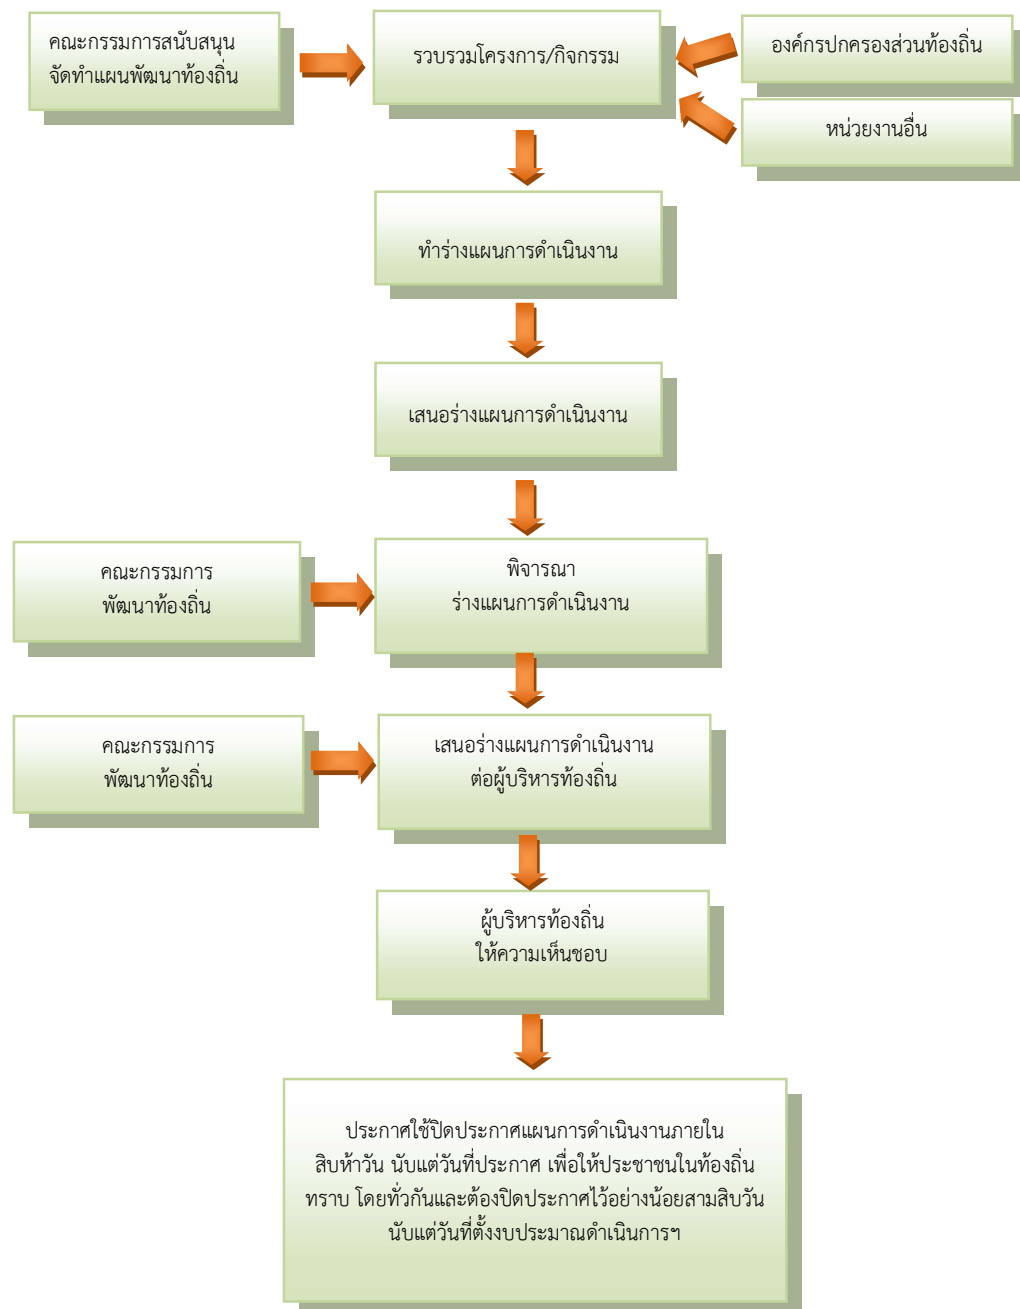 คณะกรรมการสนับสนุน
จัดทำแผนพัฒนาท้องถิ่น
รวบรวมโครงการ/กิจกรรม
องค์กรปกครองส่วนท้องถิ่น
หน่วยงานอื่น
ทำร่างแผนการดำเนินงาน
เสนอร่างแผนการดำเนินงาน
คณะกรรมการ
พัฒนาท้องถิ่น
พิจารณา
ร่างแผนการดำเนินงาน
คณะกรรมการ
พัฒนาท้องถิ่น
เสนอร่างแผนการดำเนินงาน
ต่อผู้บริหารท้องถิ่น
ผู้บริหารท้องถิ่น
ให้ความเห็นชอบ
ประกาศใช้ปิดประกาศแผนการดำเนินงานภายใน
สิบห้าวัน นับแต่วันที่ประกาศ เพื่อให้ประชาชนในท้องถิ่น
ทราบ โดยทั่วกันและต้องปิดประกาศไว้อย่างน้อยสามสิบวัน
นับแต่วันที่ตั้งงบประมาณดำเนินการฯ